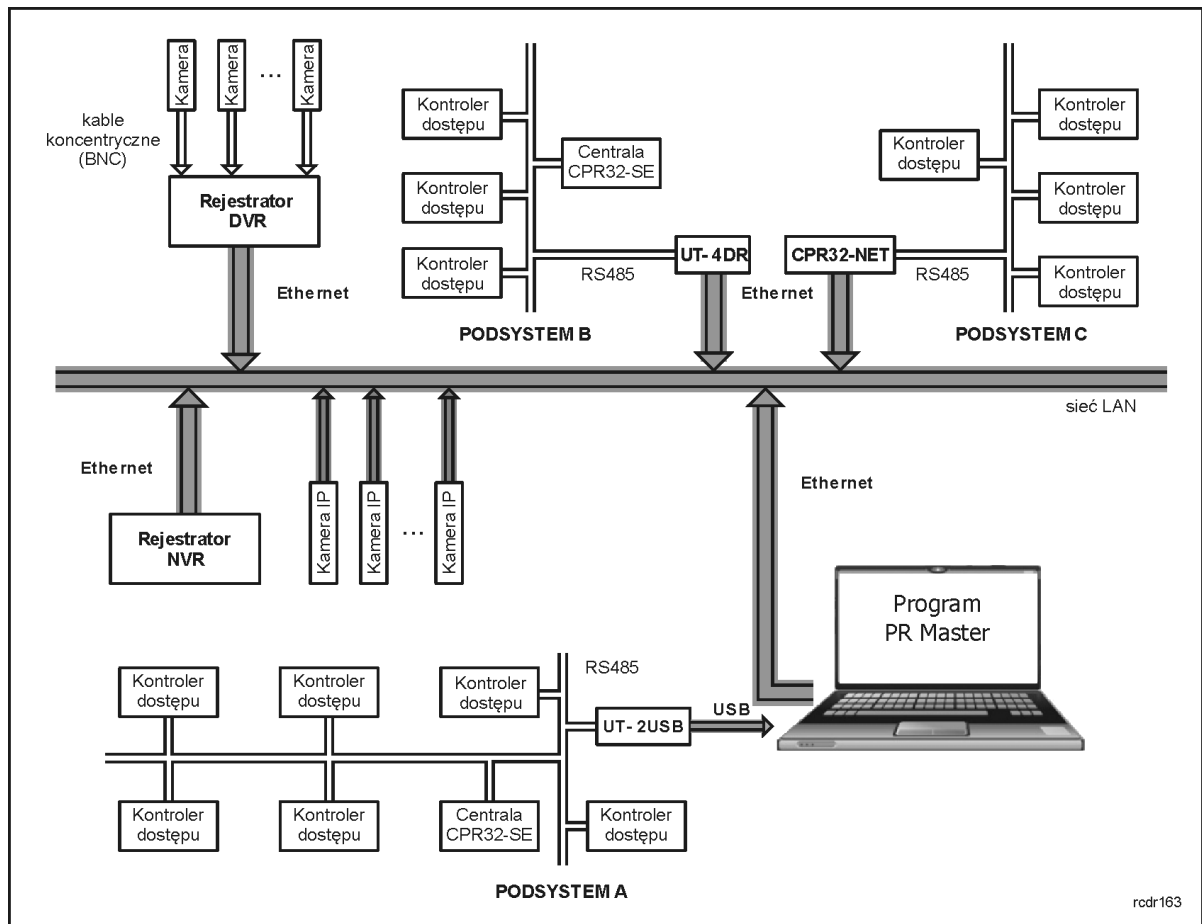 Kamera
Kamera
...
Kamera
kable
koncentryczne
(BNC)
Rejestrator
DVR
Ethernet
Kontroler
dostępu
Centrala
CPR32-SE
Kontroler
dostępu
Kontroler
dostępu
RS485
UT-4DR
PODSYSTEM B
Ethernet
Kontroler
dostępu
Kontroler
dostępu
Kontroler
dostępu
CPR32-NET
RS485
Kontroler
dostępu
PODSYSTEM C
sieć LAN
Ethernet
Rejestrator
NVR
Kamera IP
Kamera IP
...
Kamera IP
Ethernet
Program
PR Master
Kontroler
dostępu
Kontroler
dostępu
Kontroler
dostępu
RS485
UT-2USB
USB
Kontroler
dostępu
Kontroler
dostępu
Centrala
CPR32-SE
Kontroler
dostępu
PODSYSTEM A
rcdr163